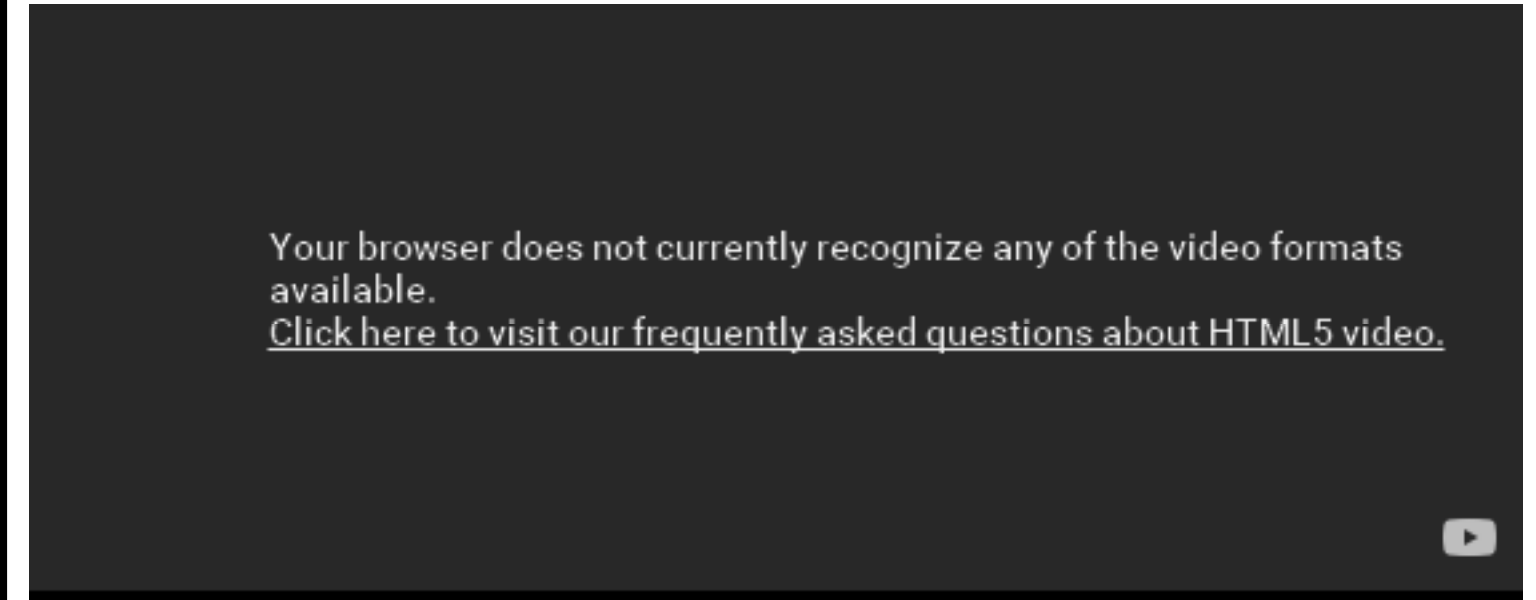 Your browser does not currently recognize any of the video formats
available.
Click here to visit our frequently asked questions about HTML5 video.